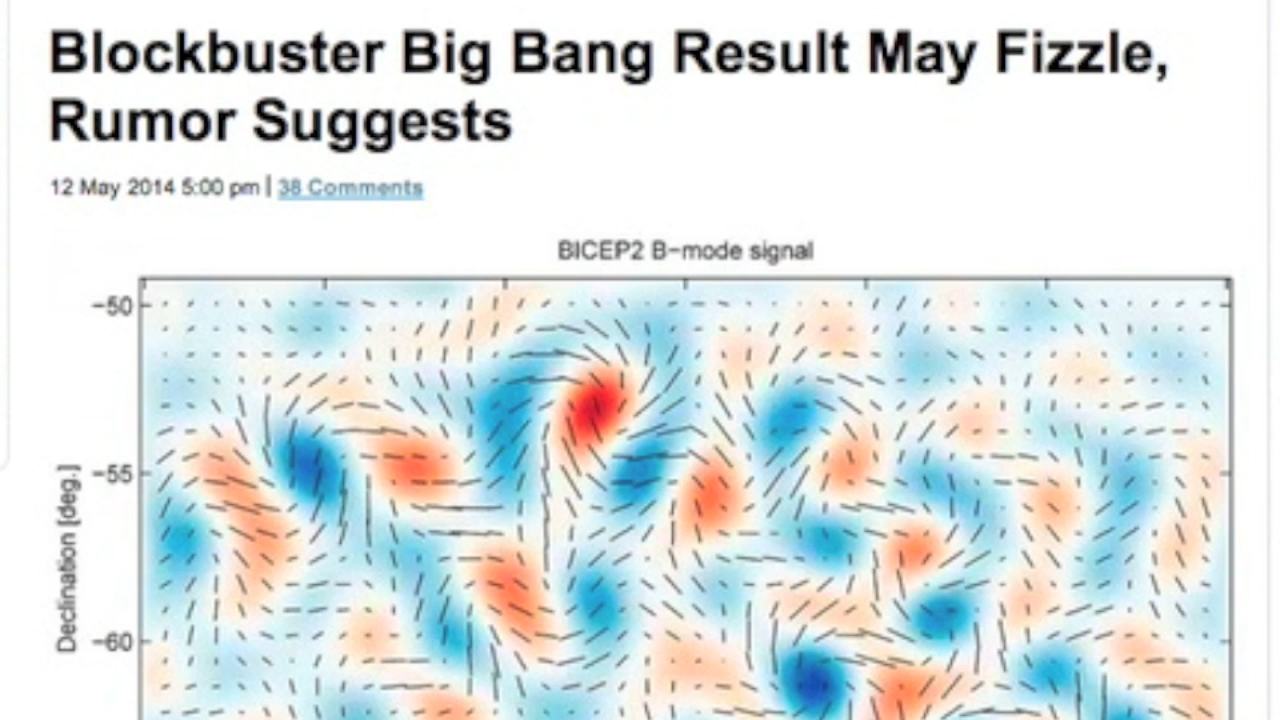 Blockbuster Big Bang Result May Fizzle,
Rumor Suggests
12 May 2014 5:00 pm | 38 Comments
BICEP2 B−mode signal
−50
−55
−60
Declination [deg.]